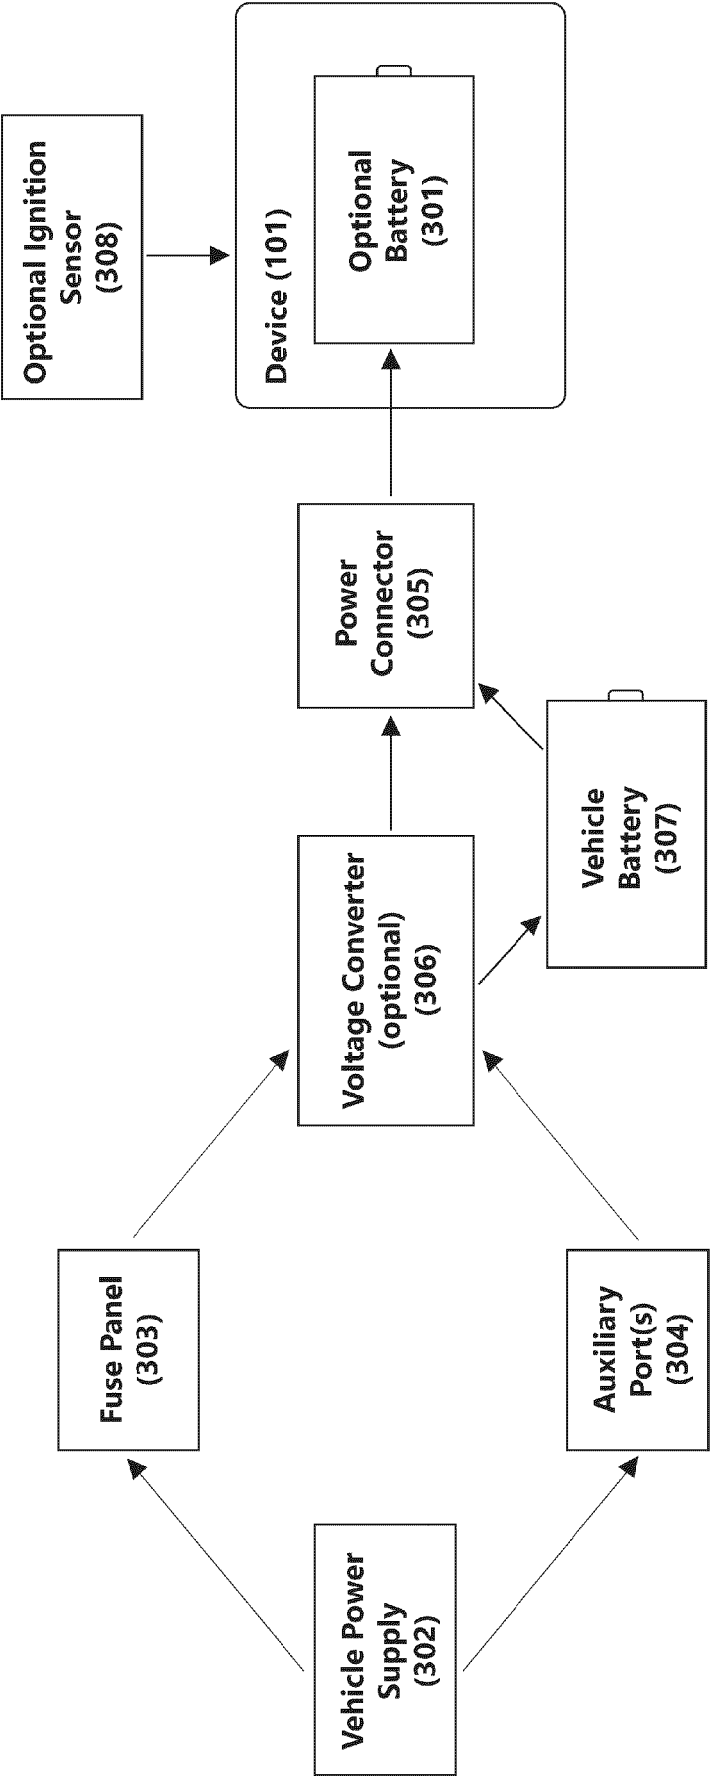 Vehicle Power
Supply
(302)
Fuse Panel
(303)
Auxiliary
Port(s)
(304)
Voltage Converter
(optional)
(306)
Vehicle
Battery
(307)
Power
Connector
(305)
Optional Ignition
Sensor
(308)
Device (101)
Optional
Battery
(301)